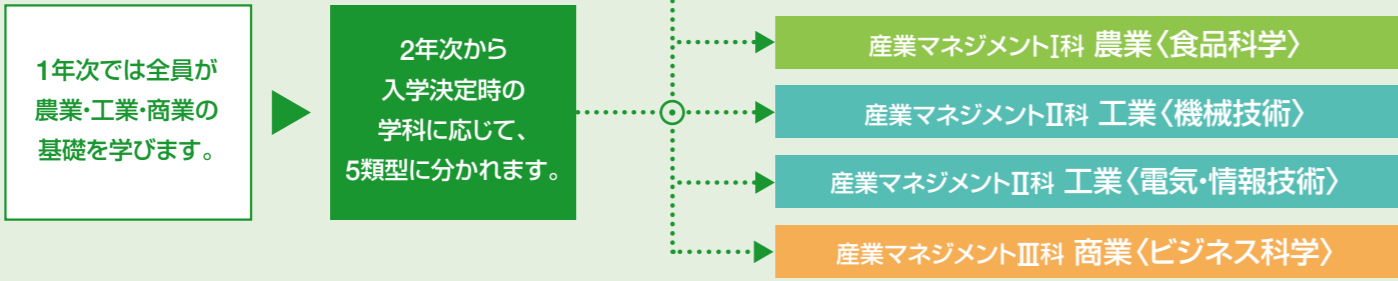 1年次では全員が
農業・工業・商業の
基礎を学びます。
2年次から
入学決定時の
学科に応じて、
5類型に分かれます。
産業マネジメントⅠ科 農業〈食品科学〉
産業マネジメントⅡ科 工業〈機械技術〉
産業マネジメントⅡ科 工業〈電気・情報技術〉
産業マネジメントⅢ科 商業〈ビジネス科学〉